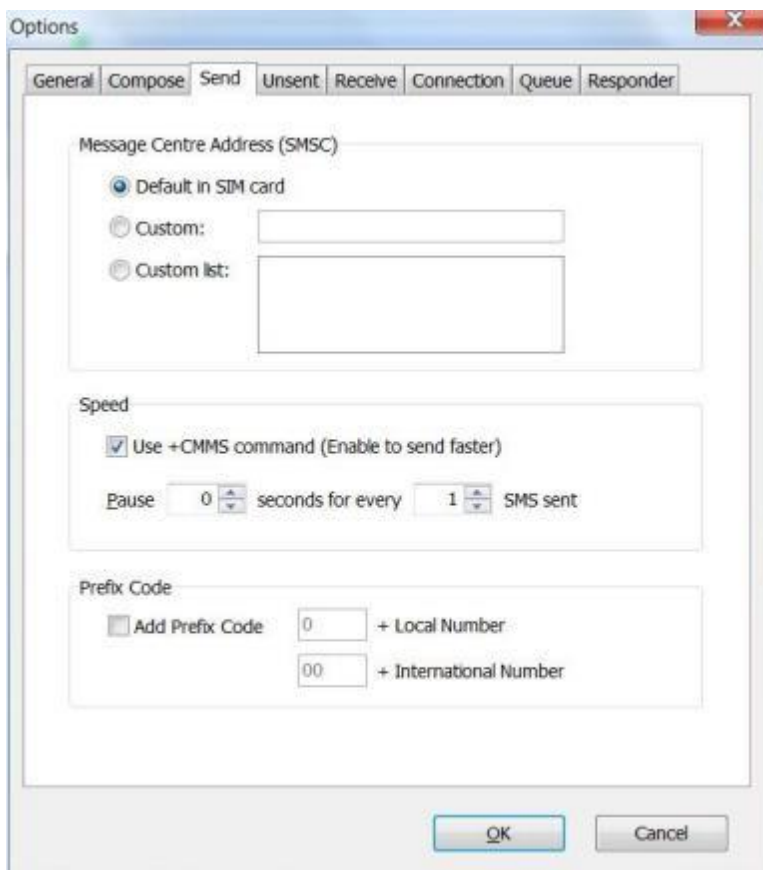 Options
General Compose Send Unsent Receive Connection Queue Responder
Message Centre Address (SMSC)
Default in SIM card
Custom:
Custom list:
Speed
Use +CMMS command (Enable to send faster)
Pause 0 seconds for every 1 SMS sent
Prefix Code
Add Prefix Code 0 + Local Number
00 + International Number
OK Cancel